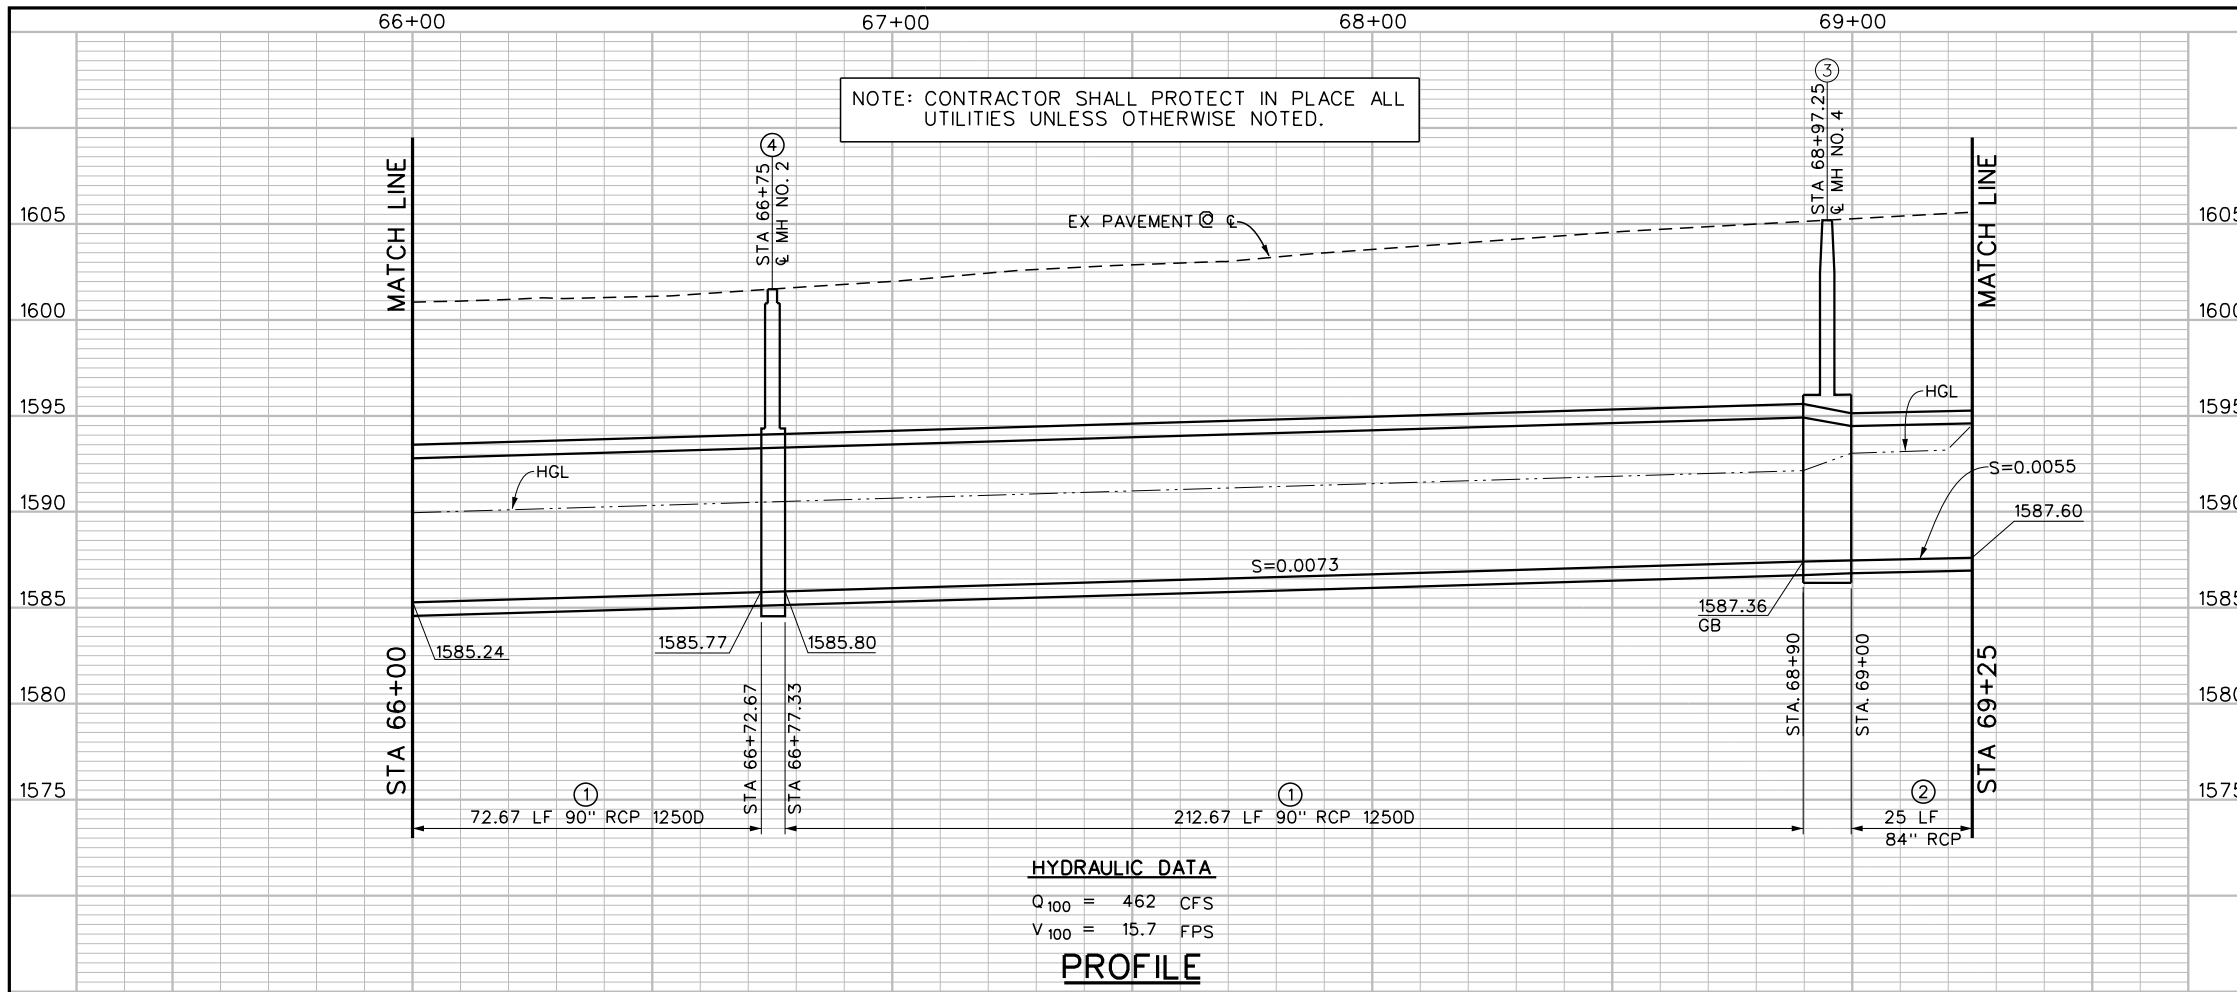 66+00
67+00
68+00
69+00
NOTE: CONTRACTOR SHALL PROTECT IN PLACE ALL
UTILITIES UNLESS OTHERWISE NOTED.
3
STA 68+97.25
℄ MH NO. 4
4
STA 66+75
℄ MH NO. 2
MATCH LINE
MATCH LINE
EX PAVEMENT @ ℄
1605
1605
1600
1600
1595
1595
HGL
HGL
S=0.0055
1590
1590
1587.60
S=0.0073
1585
1585
1587.36
GB
1585.24
1585.77
1585.80
1580
1580
STA 66+00
STA 66+72.67
STA 66+77.33
STA. 68+90
STA. 69+00
STA 69+25
1575
1575
1
72.67 LF 90" RCP 1250D
1
212.67 LF 90" RCP 1250D
2
25 LF
84" RCP
HYDRAULIC DATA
Q100 = 462 CFS
V100 = 15.7 FPS
PROFILE